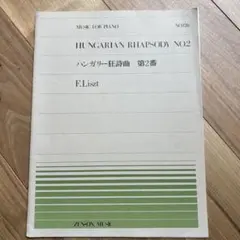 MUSIC FOR PIANO
HUNGARIAN RHAPSODY NO.2
ハンガリー狂詩曲 第2番
F.Liszt
ZEN-ON MUSIC